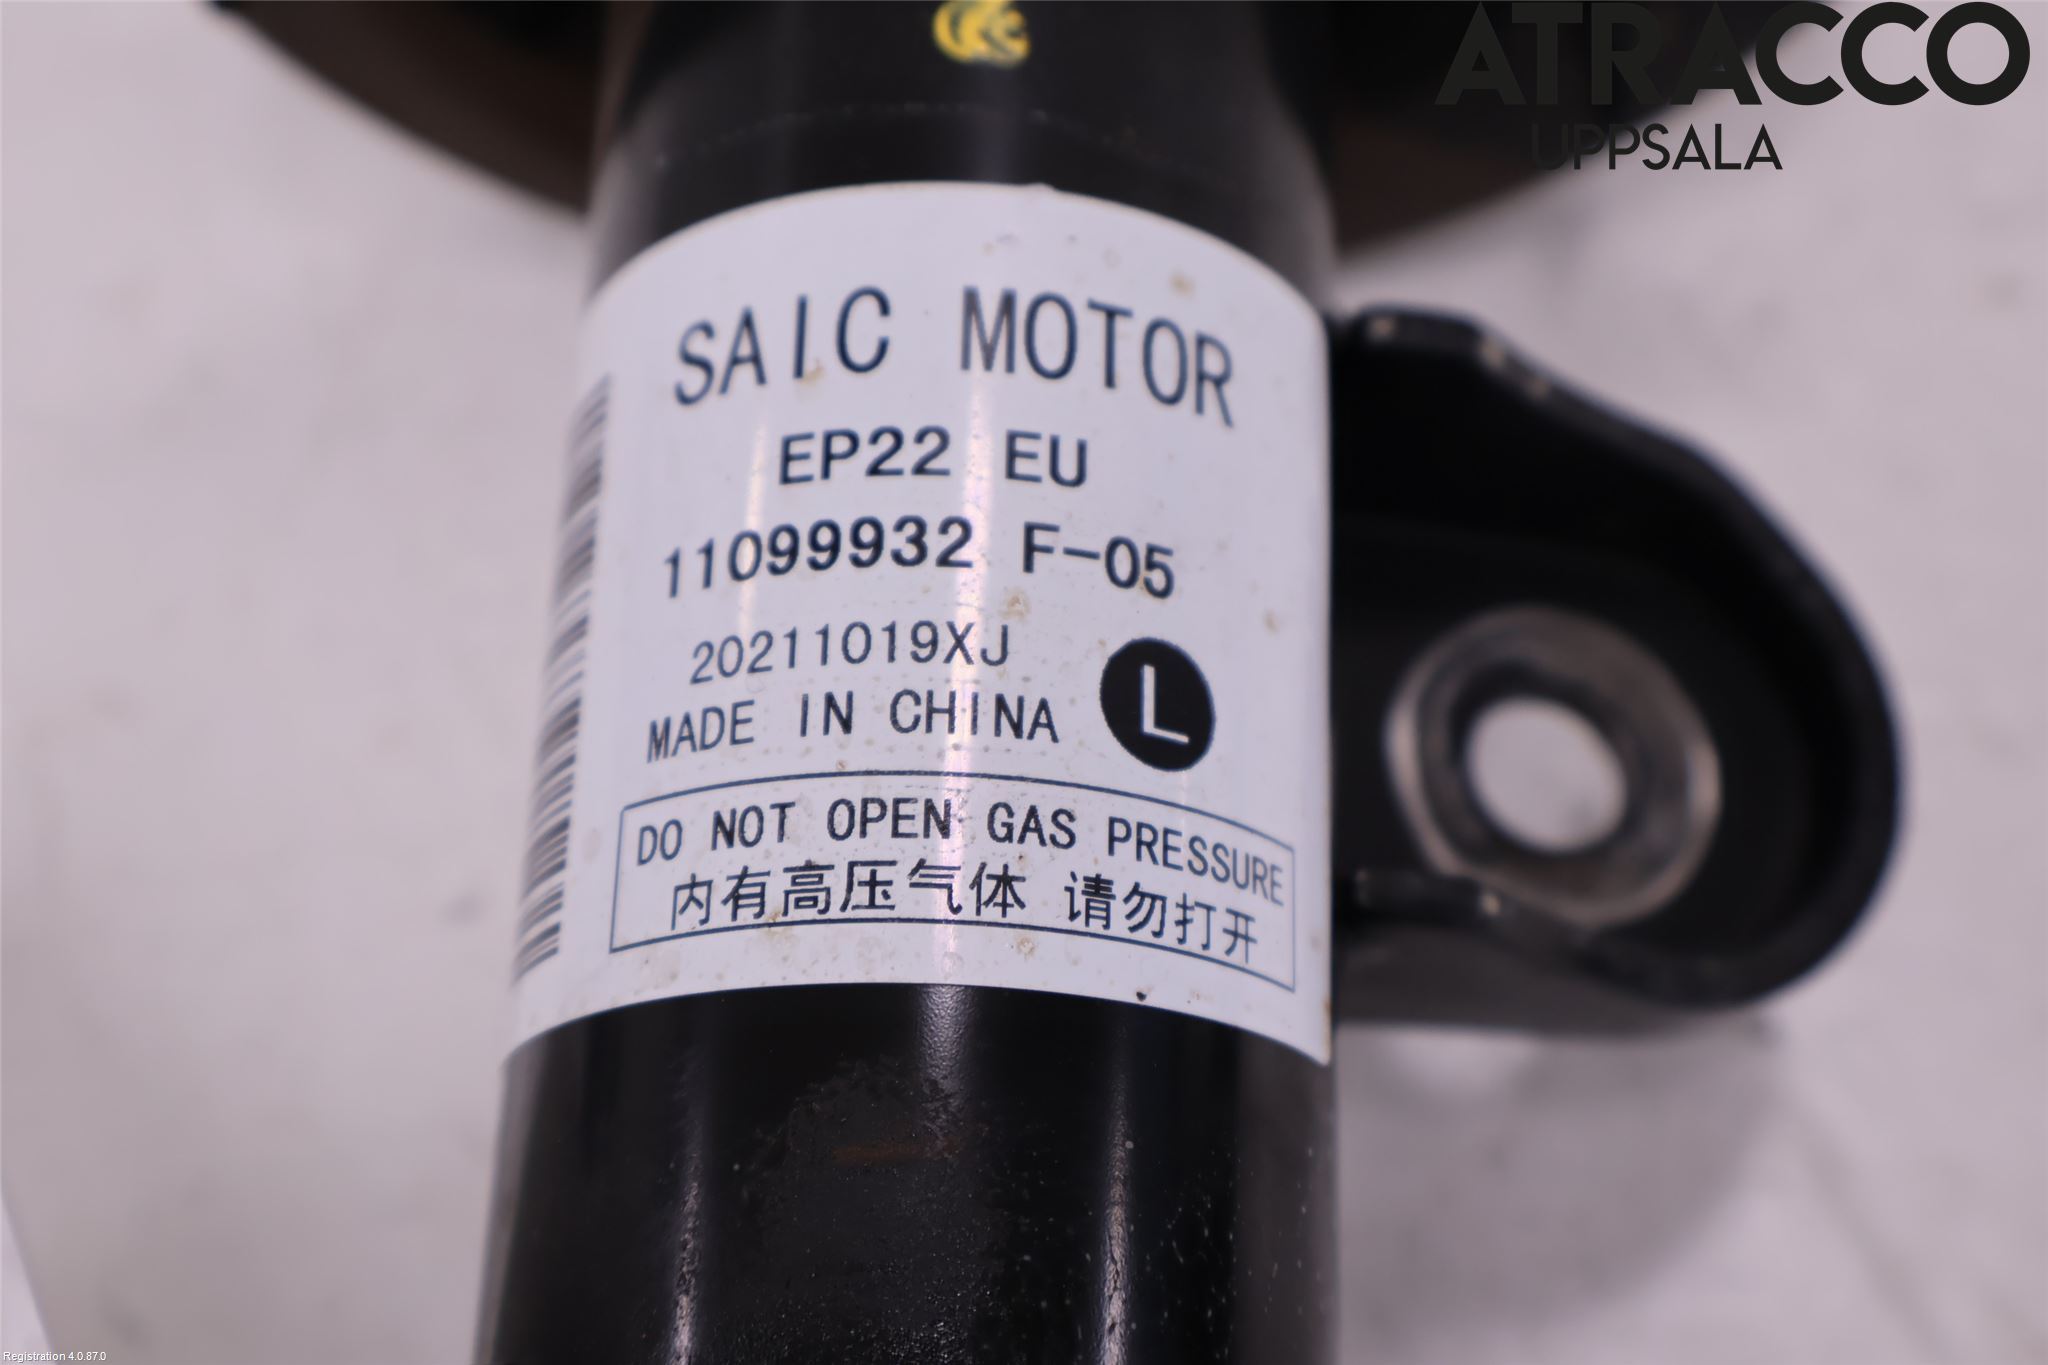 ATRACCO
UPPSALA
SAIC MOTOR
EP22 EU
11099932 F-05
20211019XJ
MADE IN CHINA
L
DO NOT OPEN GAS PRESSURE
内有高压气体 请勿打开
Registration 4.0.87.0